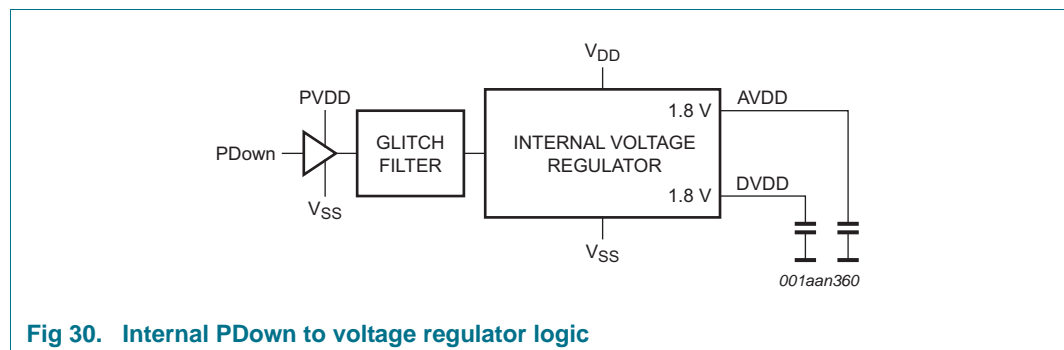 VDD
PVDD
1.8 V
AVDD
PDown
GLITCH
FILTER
INTERNAL VOLTAGE
REGULATOR
1.8 V
DVDD
VSS
VSS
001aan360
Fig 30. Internal PDown to voltage regulator logic